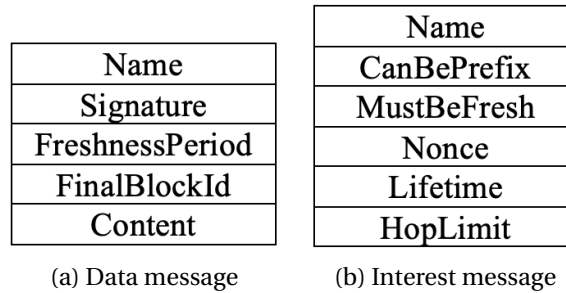 Name
Signature
FreshnessPeriod
FinalBlockId
Content
(a) Data message
Name
CanBePrefix
MustBeFresh
Nonce
Lifetime
HopLimit
(b) Interest message